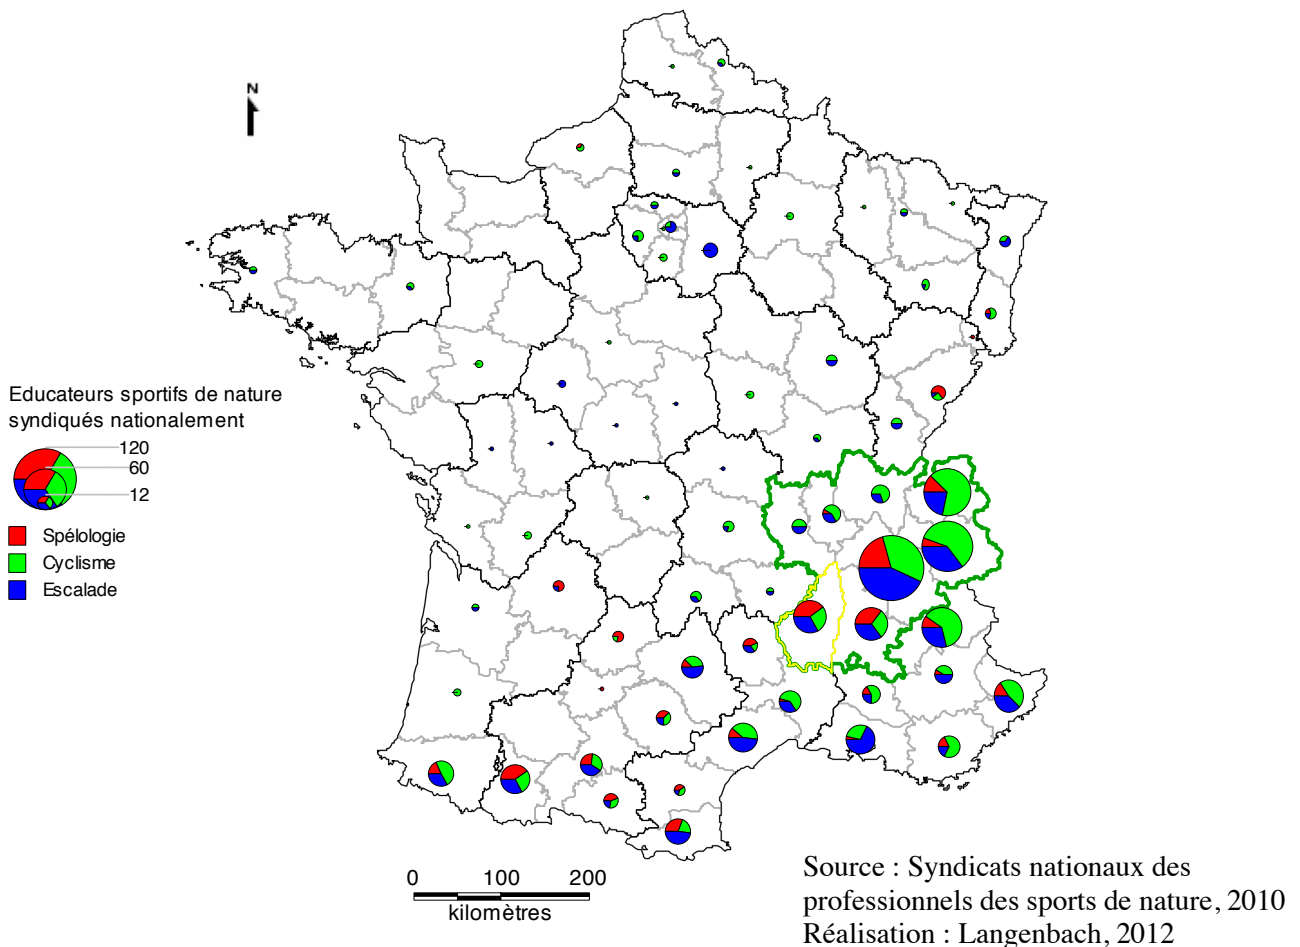 N
Educateurs sportifs de nature
syndiqués nationalement
120
60
12
Spélologie
Cyclisme
Escalade
0 100 200
kilomètres
Source : Syndicats nationaux des
professionnels des sports de nature, 2010
Réalisation : Langenbach, 2012